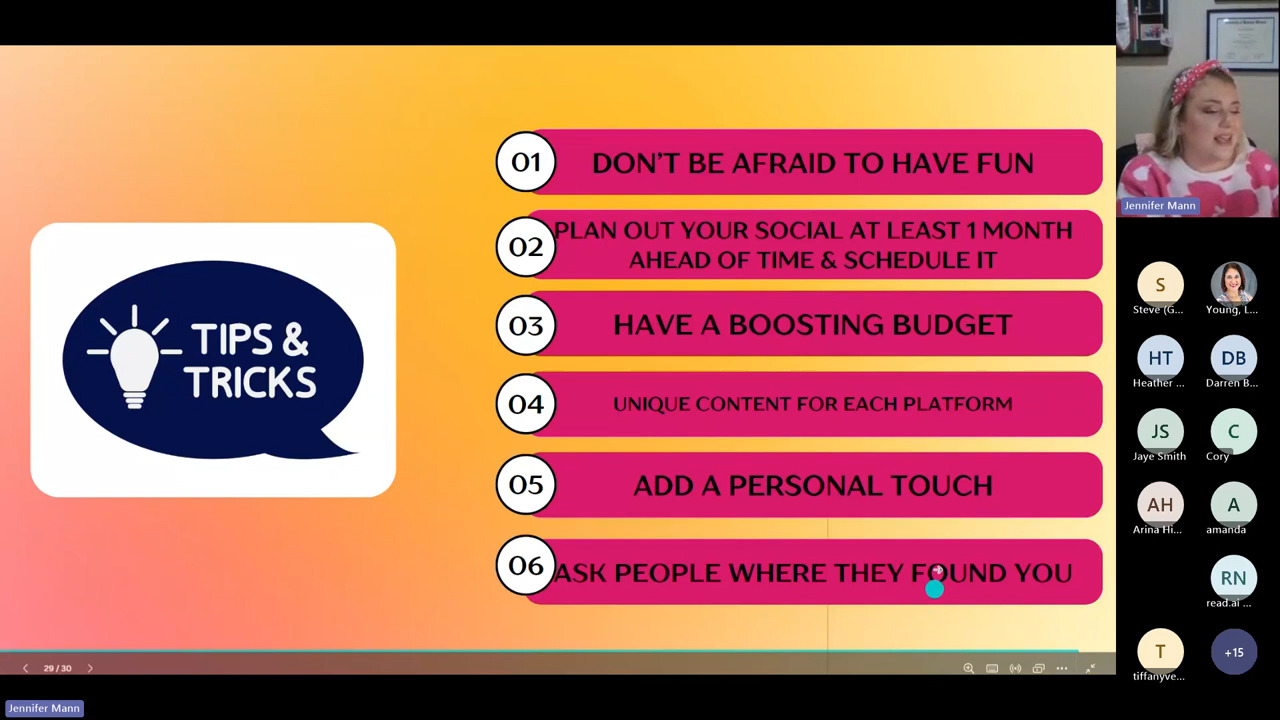 TIPS &
TRICKS
01
DON'T BE AFRAID TO HAVE FUN
02
PLAN OUT YOUR SOCIAL AT LEAST 1 MONTH
AHEAD OF TIME & SCHEDULE IT
03
HAVE A BOOSTING BUDGET
04
UNIQUE CONTENT FOR EACH PLATFORM
05
ADD A PERSONAL TOUCH
06
ASK PEOPLE WHERE THEY FOUND YOU
29 / 30
Jennifer Mann
Jennifer Mann
S
Steve (G...
Young, L...
HT
Heather ...
DB
Darren B...
JS
Jaye Smith
C
Cory
AH
Arina Hi...
A
amanda
RN
read.ai ...
T
tiffanyve...
+15